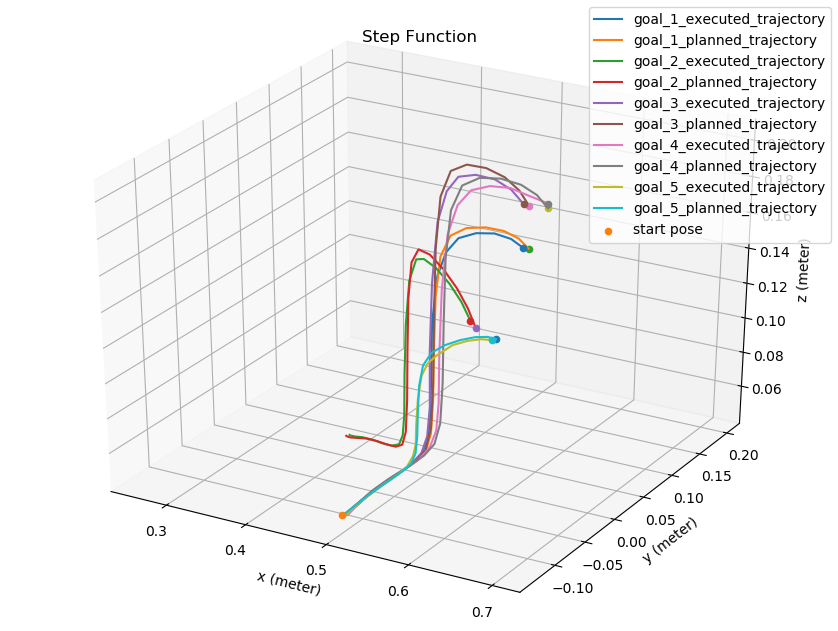 Step Function
goal_1_executed_trajectory
goal_1_planned_trajectory
goal_2_executed_trajectory
goal_2_planned_trajectory
goal_3_executed_trajectory
goal_3_planned_trajectory
goal_4_executed_trajectory
goal_4_planned_trajectory
goal_5_executed_trajectory
goal_5_planned_trajectory
start pose
0.18
0.16
0.14
0.12
0.10
0.08
0.06
z (meter)
0.20
0.15
0.10
0.05
0.00
−0.05
−0.10
y (meter)
0.3
0.4
0.5
0.6
0.7
x (meter)